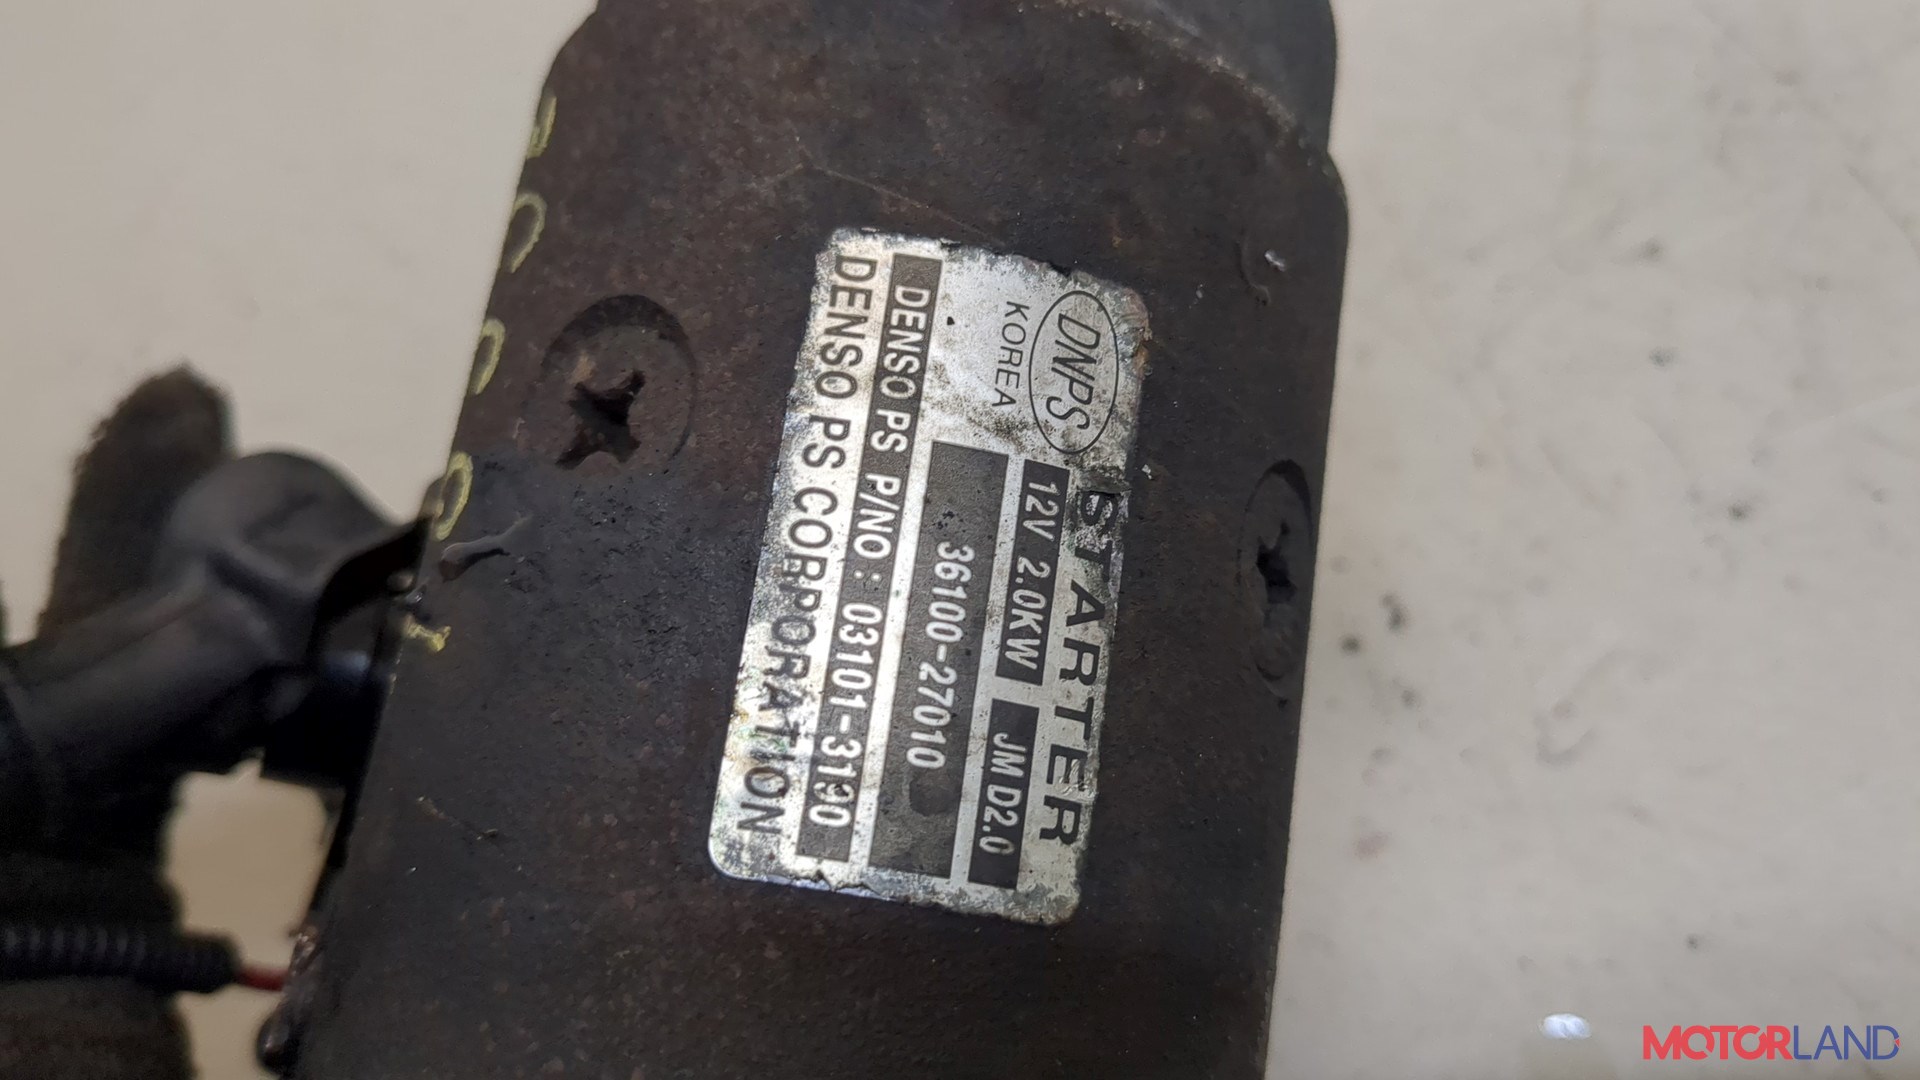 DNPS
KOREA
STARTER
12V 2.0KW
JM D2.0
36100-27010
DENSO PS P/NO : 03101-3190
DENSO PS CORPORATION
MOTORLAND